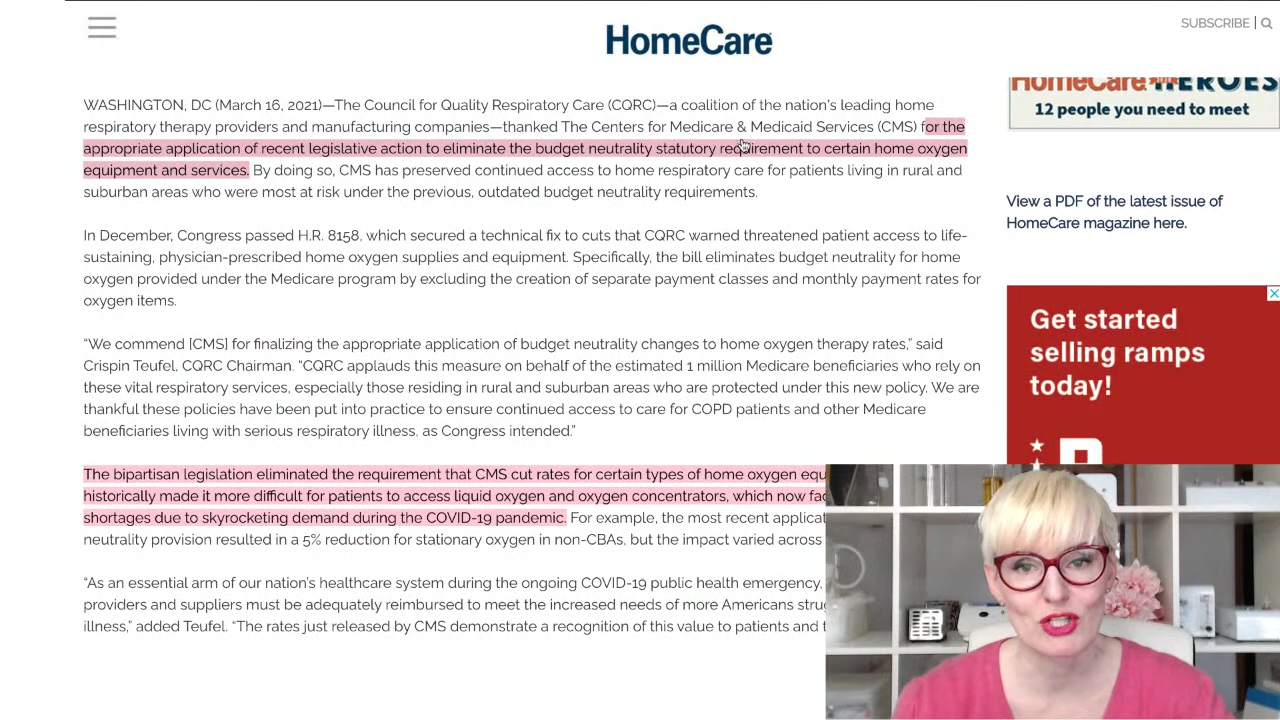 HomeCare
SUBSCRIBE
WASHINGTON, DC (March 16, 2021)—The Council for Quality Respiratory Care (CQRC)—a coalition of the nation's leading home
respiratory therapy providers and manufacturing companies—thanked The Centers for Medicare & Medicaid Services (CMS) for the
appropriate application of recent legislative action to eliminate the budget neutrality statutory requirement to certain home oxygen
equipment and services. By doing so, CMS has preserved continued access to home respiratory care for patients living in rural and
suburban areas who were most at risk under the previous, outdated budget neutrality requirements.
In December, Congress passed H.R. 8158, which secured a technical fix to cuts that CQRC warned threatened patient access to life-
sustaining, physician-prescribed home oxygen supplies and equipment. Specifically, the bill eliminates budget neutrality for home
oxygen provided under the Medicare program by excluding the creation of separate payment classes and monthly payment rates for
oxygen items.
“We commend [CMS] for finalizing the appropriate application of budget neutrality changes to home oxygen therapy rates,” said
Crispin Teufel, CQRC Chairman. “CQRC applauds this measure on behalf of the estimated 1 million Medicare beneficiaries who rely on
these vital respiratory services, especially those residing in rural and suburban areas who are protected under this new policy. We are
thankful these policies have been put into practice to ensure continued access to care for COPD patients and other Medicare
beneficiaries living with serious respiratory illness, as Congress intended.”
The bipartisan legislation eliminated the requirement that CMS cut rates for certain types of home oxygen equ
historically made it more difficult for patients to access liquid oxygen and oxygen concentrators, which now fac
shortages due to skyrocketing demand during the COVID-19 pandemic. For example, the most recent applicat
neutrality provision resulted in a 5% reduction for stationary oxygen in non-CBAs, but the impact varied across
“As an essential arm of our nation's healthcare system during the ongoing COVID-19 public health emergency,
providers and suppliers must be adequately reimbursed to meet the increased needs of more Americans strug
illness,” added Teufel. “The rates just released by CMS demonstrate a recognition of this value to patients and t
HomeCare HEROES
12 people you need to meet
View a PDF of the latest issue of
HomeCare magazine here.
Get started
selling ramps
today!